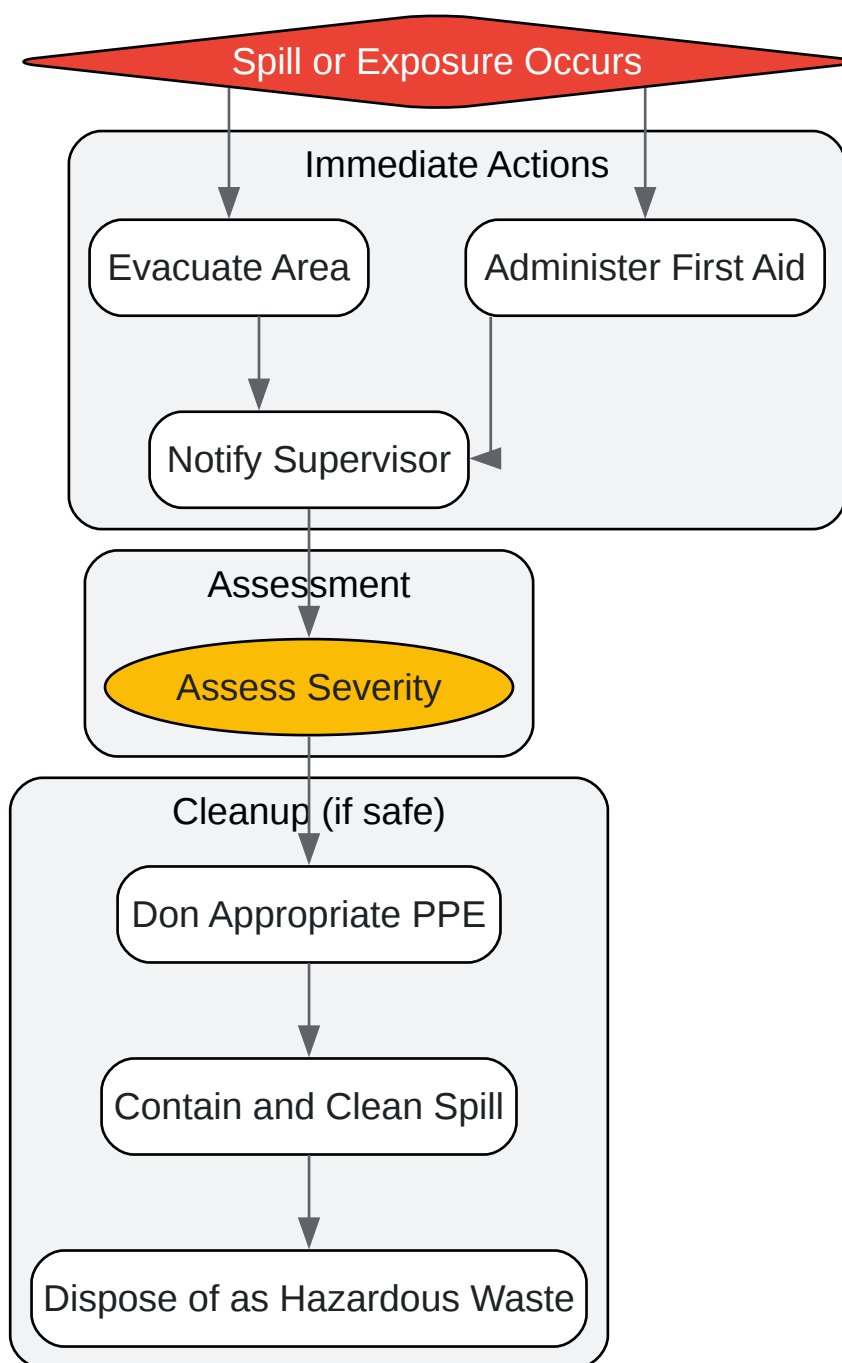 Spill or Exposure Occurs
Immediate Actions
Evacuate Area
Administer First Aid
Notify Supervisor
Assessment
Assess Severity
Cleanup (if safe)
Don Appropriate PPE
Contain and Clean Spill
Dispose of as Hazardous Waste